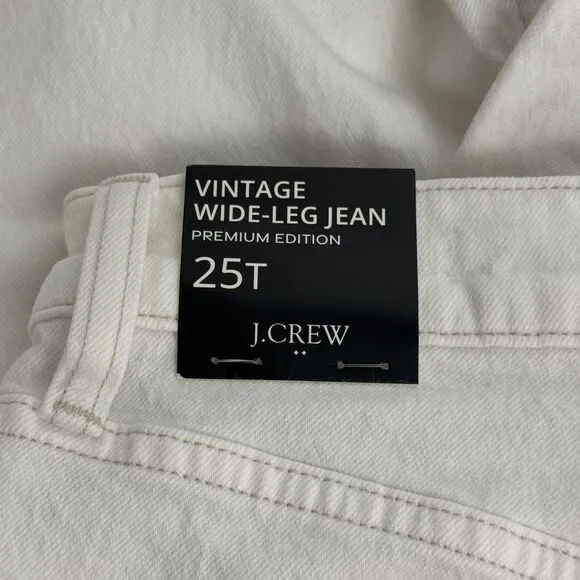 VINTAGE
WIDE-LEG JEAN
PREMIUM EDITION
25T
J.CREW